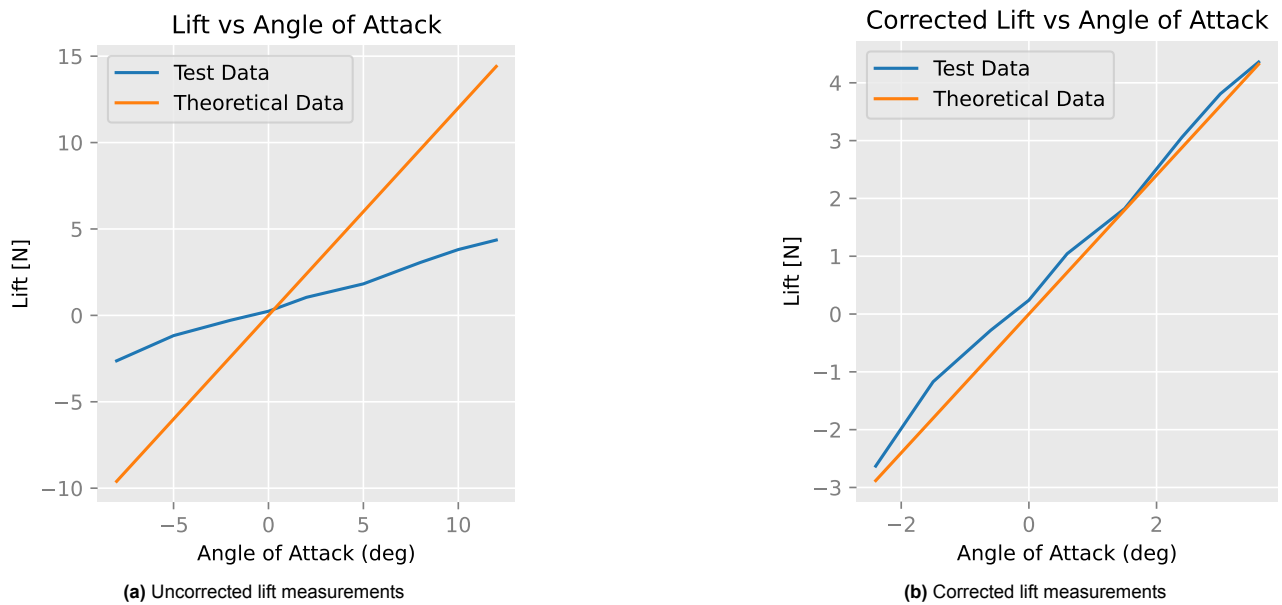 Lift vs Angle of Attack
15
10
5
0
−5
−10
Lift [N]
Test Data
Theoretical Data
−5
0
5
10
Angle of Attack (deg)
(a) Uncorrected lift measurements
Corrected Lift vs Angle of Attack
4
3
2
1
0
−1
−2
−3
Lift [N]
Test Data
Theoretical Data
−2
0
2
Angle of Attack (deg)
(b) Corrected lift measurements